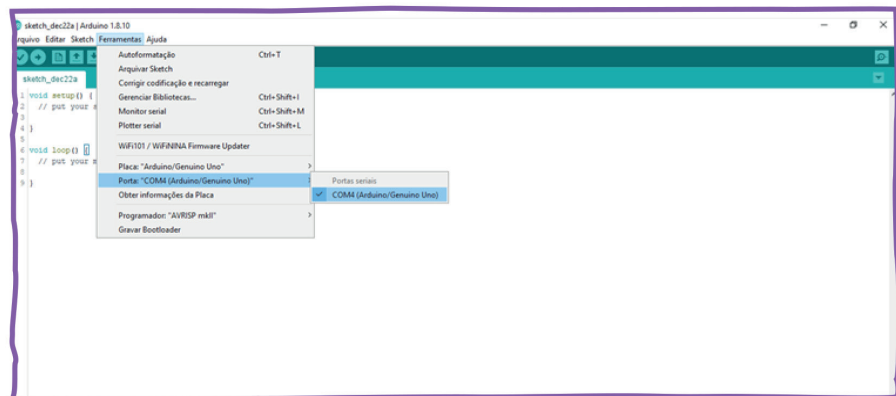 sketch_dec22a | Arduino 1.8.10
rquivo Editar Sketch Ferramentas Ajuda
sketch_dec22a
Autoformatação Ctrl+T
Arquivar Sketch
Corrigir codificação e recarregar
Gerenciar Bibliotecas... Ctrl+Shift+I
Monitor serial Ctrl+Shift+M
Plotter serial Ctrl+Shift+L
WiFi101 / WiFiNINA Firmware Updater
Placa: "Arduino/Genuino Uno"
Porta: "COM4 (Arduino/Genuino Uno)"
Obter informações da Placa
Programador: "AVRISP mkII"
Gravar Bootloader
Portas seriais
COM4 (Arduino/Genuino Uno)
1 void setup() {
2 // put your
3
4 }
5
6 void loop() {
7 // put your
8
9 }